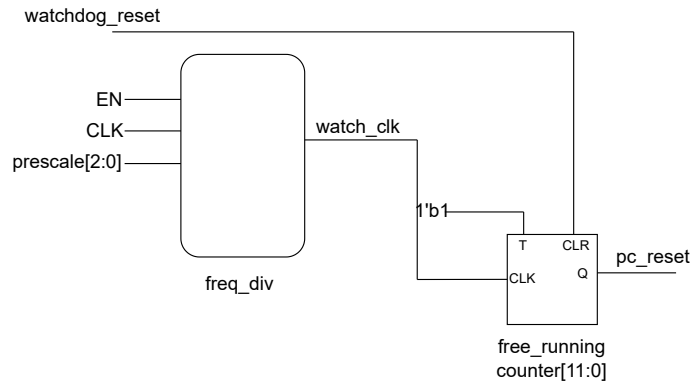 watchdog_reset
EN
CLK
prescale[2:0]
watch_clk
freq_div
1'b1
T
CLR
CLK
Q
pc_reset
free_running
counter[11:0]